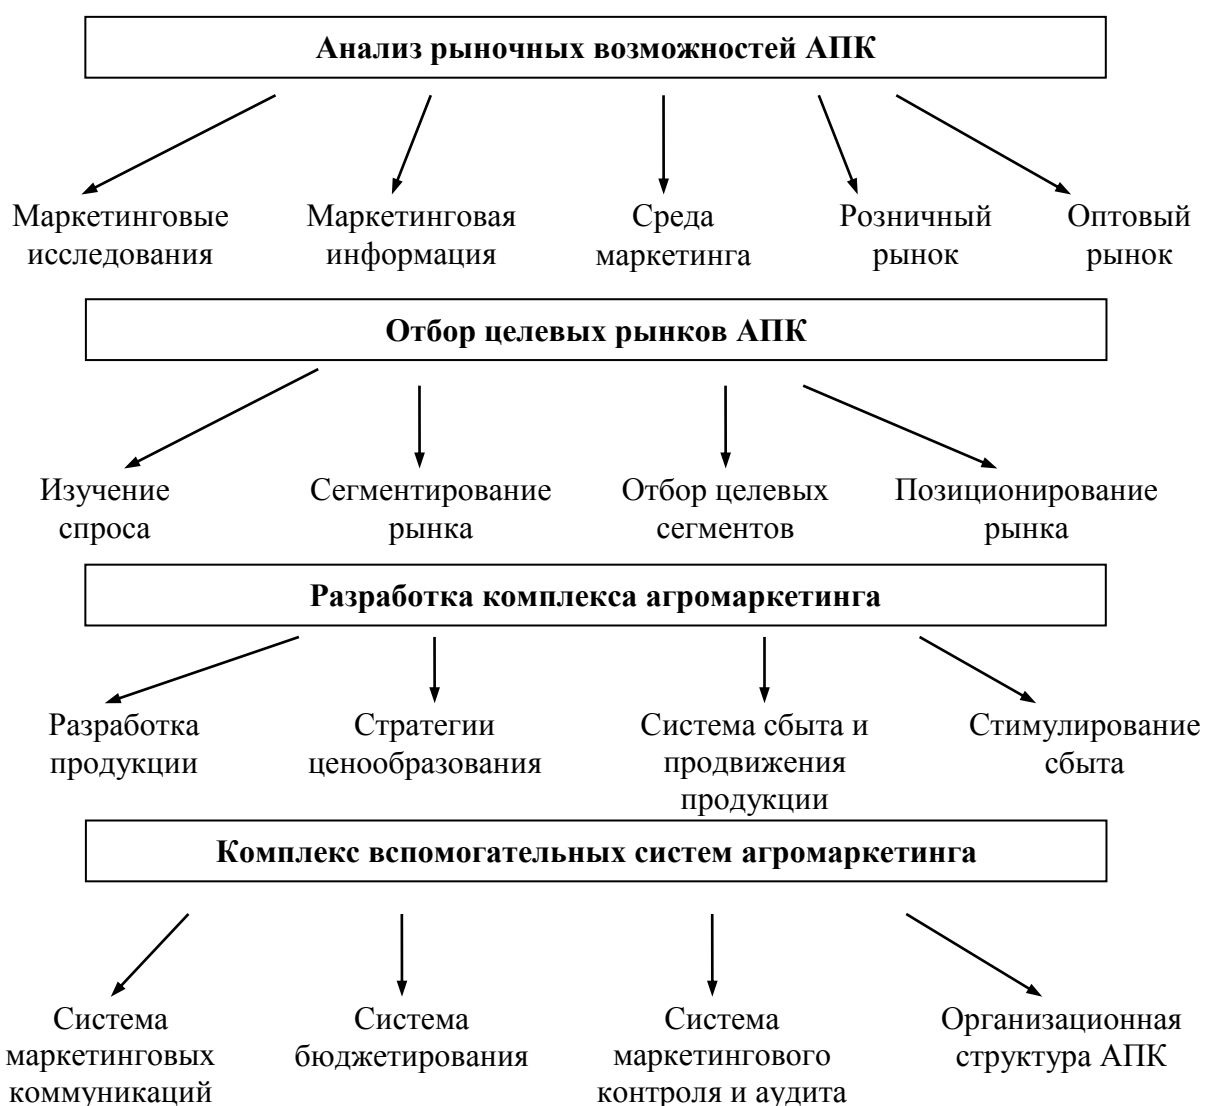 Анализ рыночных возможностей АПК
Маркетинговые
исследования
Маркетинговая
информация
Среда
маркетинга
Розничный
рынок
Оптовый
рынок
Отбор целевых рынков АПК
Изучение
спроса
Сегментирование
рынка
Отбор целевых
сегментов
Позиционирование
рынка
Разработка комплекса агромаркетинга
Разработка
продукции
Стратегии
ценообразования
Система сбыта и
продвижения
продукции
Стимулирование
сбыта
Комплекс вспомогательных систем агромаркетинга
Система
маркетинговых
коммуникаций
Система
бюджетирования
Система
маркетингового
контроля и аудита
Организационная
структура АПК